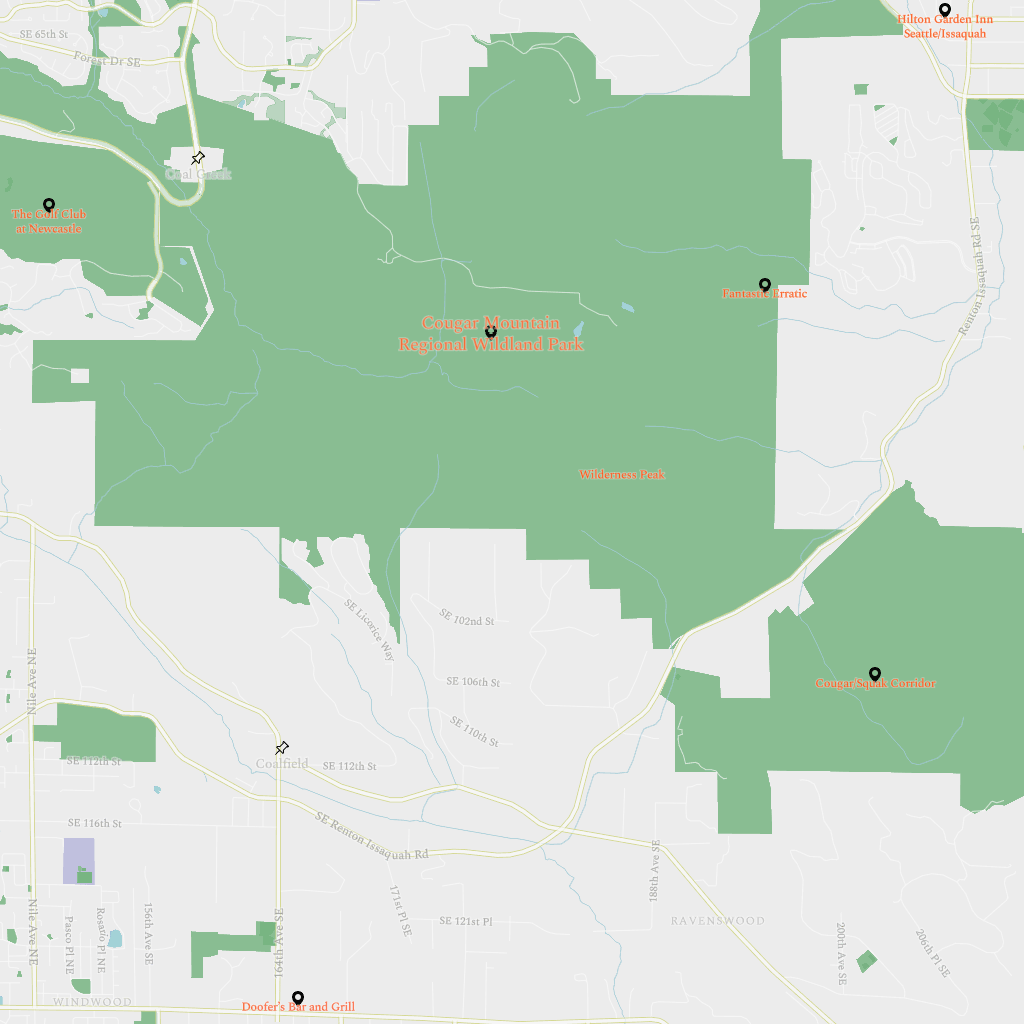 Hilton Garden Inn
Seattle/Issaquah
SE 65th St
Forest Dr SE
Coal Creek
The Golf Club
at Newcastle
Renton Issaquah Rd SE
Fantastic Erratic
Cougar Mountain
Regional Wildland Park
Wilderness Peak
SE Licorice Way
SE 102nd St
Nile Ave NE
SE 106th St
Cougar/Squak Corridor
SE 110th St
SE 112th St
Coalfield
SE 112th St
SE 116th St
SE Renton Issaquah Rd
188th Ave SE
171st Pl SE
SE 121st Pl
RAVENSWOOD
Nile Ave NE
Pasco Pl NE
Rosario Pl NE
156th Ave SE
164th Ave SE
200th Ave SE
206th Pl SE
WINDWOOD
Doofer's Bar and Grill